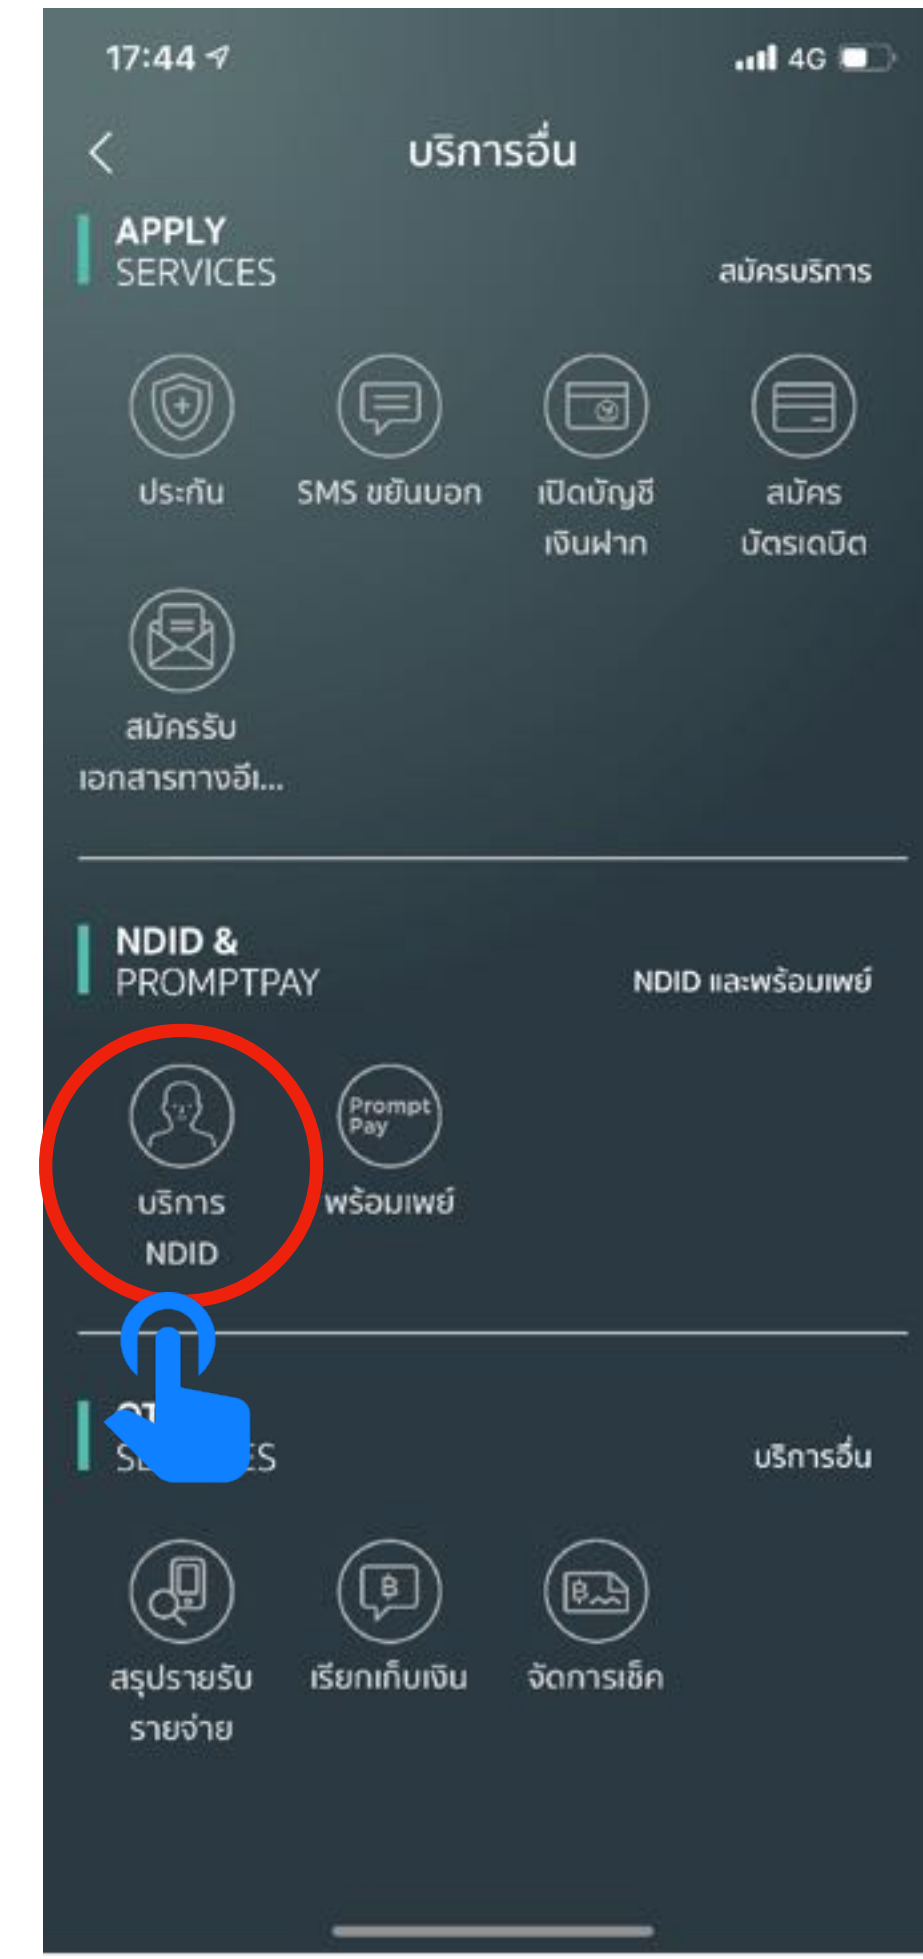 17:44
4G
บริการอื่น
APPLY
SERVICES
สมัครบริการ
ประกัน
SMS ขยันบอก
เปิดบัญชี
เงินฝาก
สมัคร
บัตรเดบิต
สมัครรับ
เอกสารทางอีเ...
NDID &
PROMPTPAY
NDID และพร้อมเพย์
บริการ
NDID
Prompt
Pay
พร้อมเพย์
บริการอื่น
สรุปรายรับ
รายจ่าย
เรียกเก็บเงิน
จัดการเช็ค